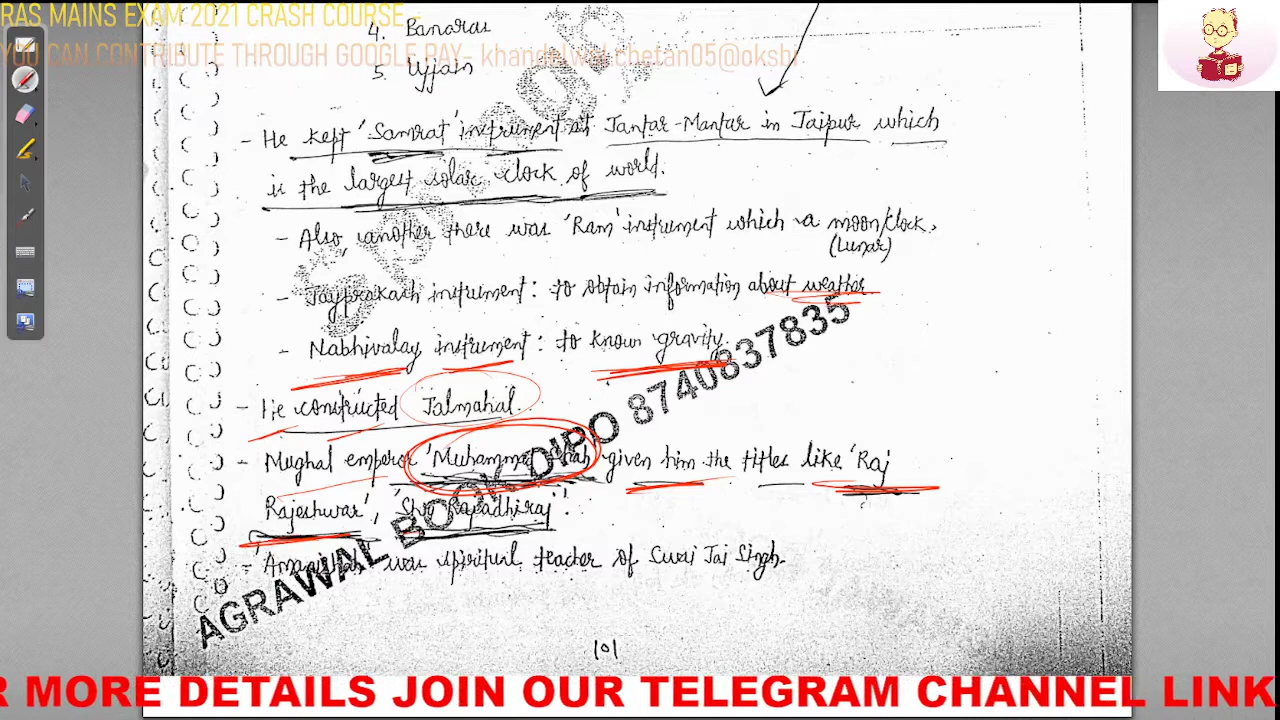 RAS MAINS EXAM 2021 CRASH COURSE -
YOU CAN CONTRIBUTE THROUGH GOOGLE PAY- khandelwal.chetan05@oksbi
4. Banaras
5. Ujjain
- He kept 'Samrat' instrument at Jantar-Mantar in Jaipur which
is the largest solar clock of world.
- Also another there was 'Ram' instrument which a moon/clock.
(Lunar)
- Jayprakash instrument: to obtain information about weather
- Nabhivalay instrument: to known gravity.
- He constructed Jalmahal.
- Mughal emperor 'Muhammad Shah given him the titles like 'Raj
Rajeshwar', 'Shri Rajadhiraj'.
- was spiritual teacher of Swai Jai Singh.
AGRAWAL BOOK DIPO 8740837835
101
R MORE DETAILS JOIN OUR TELEGRAM CHANNEL LINK